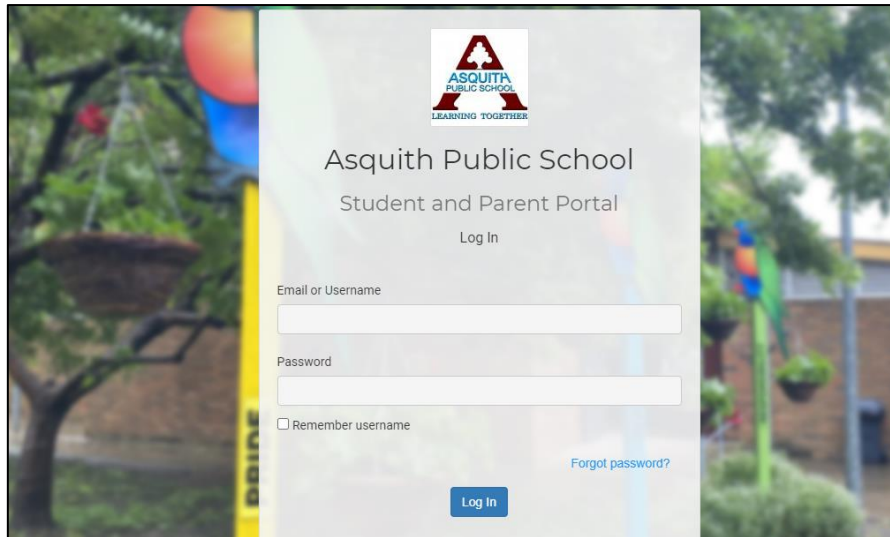 ASQUITH
PUBLIC SCHOOL
LEARNING TOGETHER
Asquith Public School
Student and Parent Portal
Log In
Email or Username
Password
Remember username
Forgot password?
Log In
PRIDE